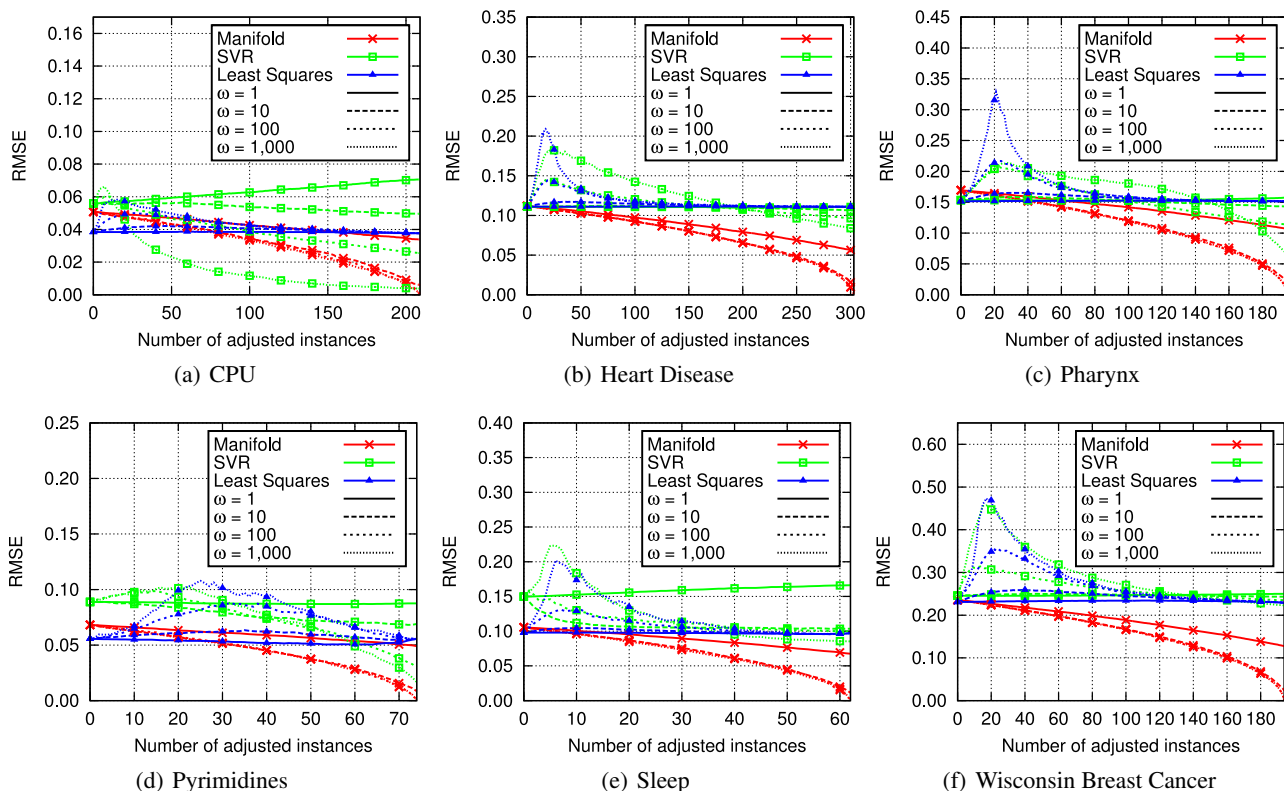 0.16
0.14
0.12
0.10
0.08
0.06
0.04
0.02
0.00
RMSE
0 50 100 150 200
Number of adjusted instances
Manifold
SVR
Least Squares
ω = 1
ω = 10
ω = 100
ω = 1,000
(a) CPU
0.35
0.30
0.25
0.20
0.15
0.10
0.05
0.00
RMSE
0 50 100 150 200 250 300
Number of adjusted instances
Manifold
SVR
Least Squares
ω = 1
ω = 10
ω = 100
ω = 1,000
(b) Heart Disease
0.45
0.40
0.35
0.30
0.25
0.20
0.15
0.10
0.05
0.00
RMSE
0 20 40 60 80 100 120 140 160 180
Number of adjusted instances
Manifold
SVR
Least Squares
ω = 1
ω = 10
ω = 100
ω = 1,000
(c) Pharynx
0.25
0.20
0.15
0.10
0.05
0.00
RMSE
0 10 20 30 40 50 60 70
Number of adjusted instances
Manifold
SVR
Least Squares
ω = 1
ω = 10
ω = 100
ω = 1,000
(d) Pyrimidines
0.40
0.35
0.30
0.25
0.20
0.15
0.10
0.05
0.00
RMSE
0 10 20 30 40 50 60
Number of adjusted instances
Manifold
SVR
Least Squares
ω = 1
ω = 10
ω = 100
ω = 1,000
(e) Sleep
0.60
0.50
0.40
0.30
0.20
0.10
0.00
RMSE
0 20 40 60 80 100 120 140 160 180
Number of adjusted instances
Manifold
SVR
Least Squares
ω = 1
ω = 10
ω = 100
ω = 1,000
(f) Wisconsin Breast Cancer